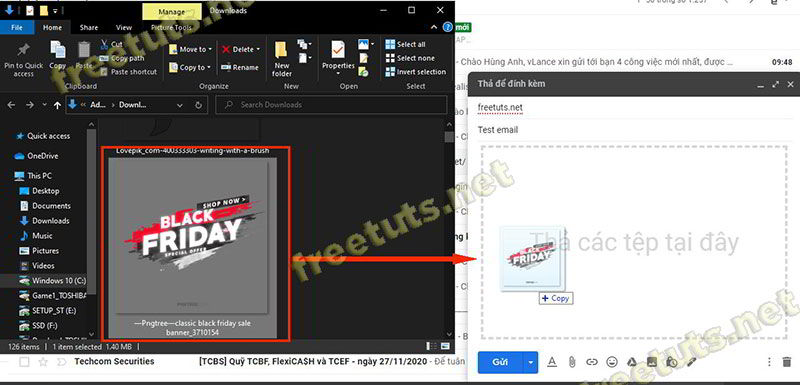 Manage
Downloads
File
Home
Share
View
Picture Tools
Pin to Quick
access
Copy
Paste
Cut
Copy path
Paste shortcut
Clipboard
Move to
Copy to
Delete
Rename
Organize
New
folder
New
Properties
Open
Select all
Select none
Invert selection
Select
Ad...
Downl...
Search Downloads
Quick access
OneDrive
This PC
Desktop
Documents
Downloads
Music
Pictures
Videos
Windows 10 (C:)
Game1_TOSHIBA
SETUP_ST (E:)
SSD (F:)
Game1_TOSHIBA
Lovepik_com-400333303-writing-with-a-brush
SHOP NOW >
BLACK
FRIDAY
SPECIAL OFFER
—Pngtree—classic black friday sale
banner_3710154
126 items
1 item selected 1.40 MB
mới
- Chào Hùng Anh, vLance xin gửi tới bạn 4 công việc mới nhất, được ...
09:48
Thả để đính kèm
freetuts.net
Test email
Thả các tệp tại đây
BLACK
FRIDAY
+ Copy
Gửi
Techcom Securities
[TCBS] Quỹ TCBF, FlexiCA$H và TCEF - ngày 27/11/2020 - Để tuân
freetuts.net
freetuts.net
freetuts.net
freetuts.net